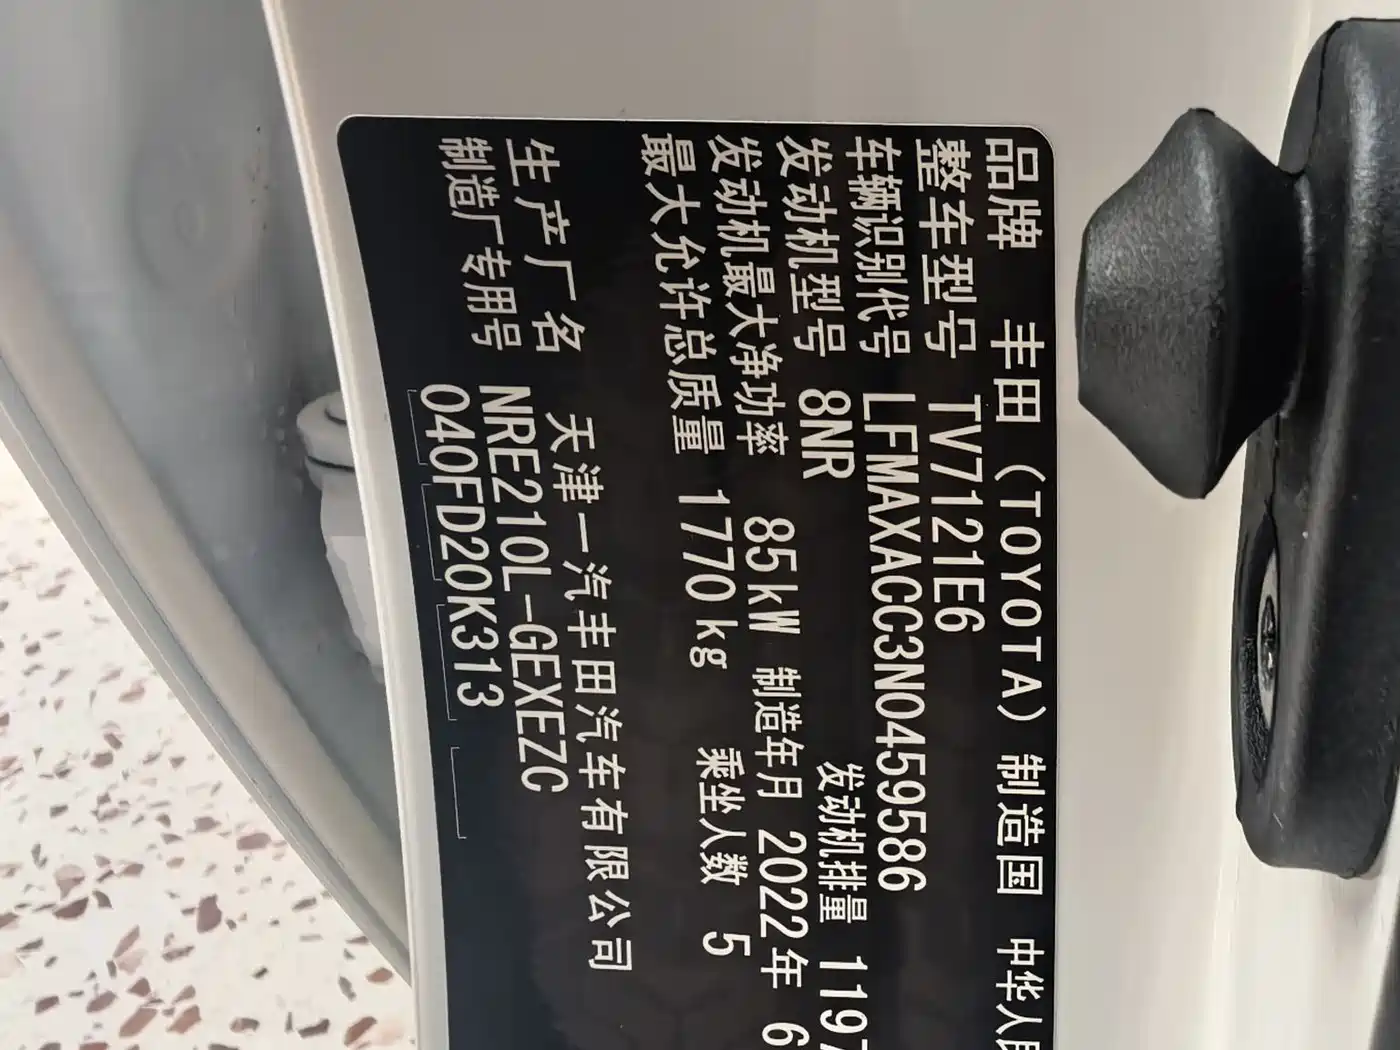 品牌 丰田（TOYOTA）制造国 中华人民
整车型号 TV7121E6
车辆识别代号 LFMAXACC3N0459586
发动机型号 8NR 发动机排量 1197
发动机最大净功率 85kW 制造年月 2022年 6
最大允许总质量 1770kg 乘坐人数 5
生产厂名 天津一汽丰田汽车有限公司
NRE210L-GEXEZC
制造厂专用号 040FD20K313